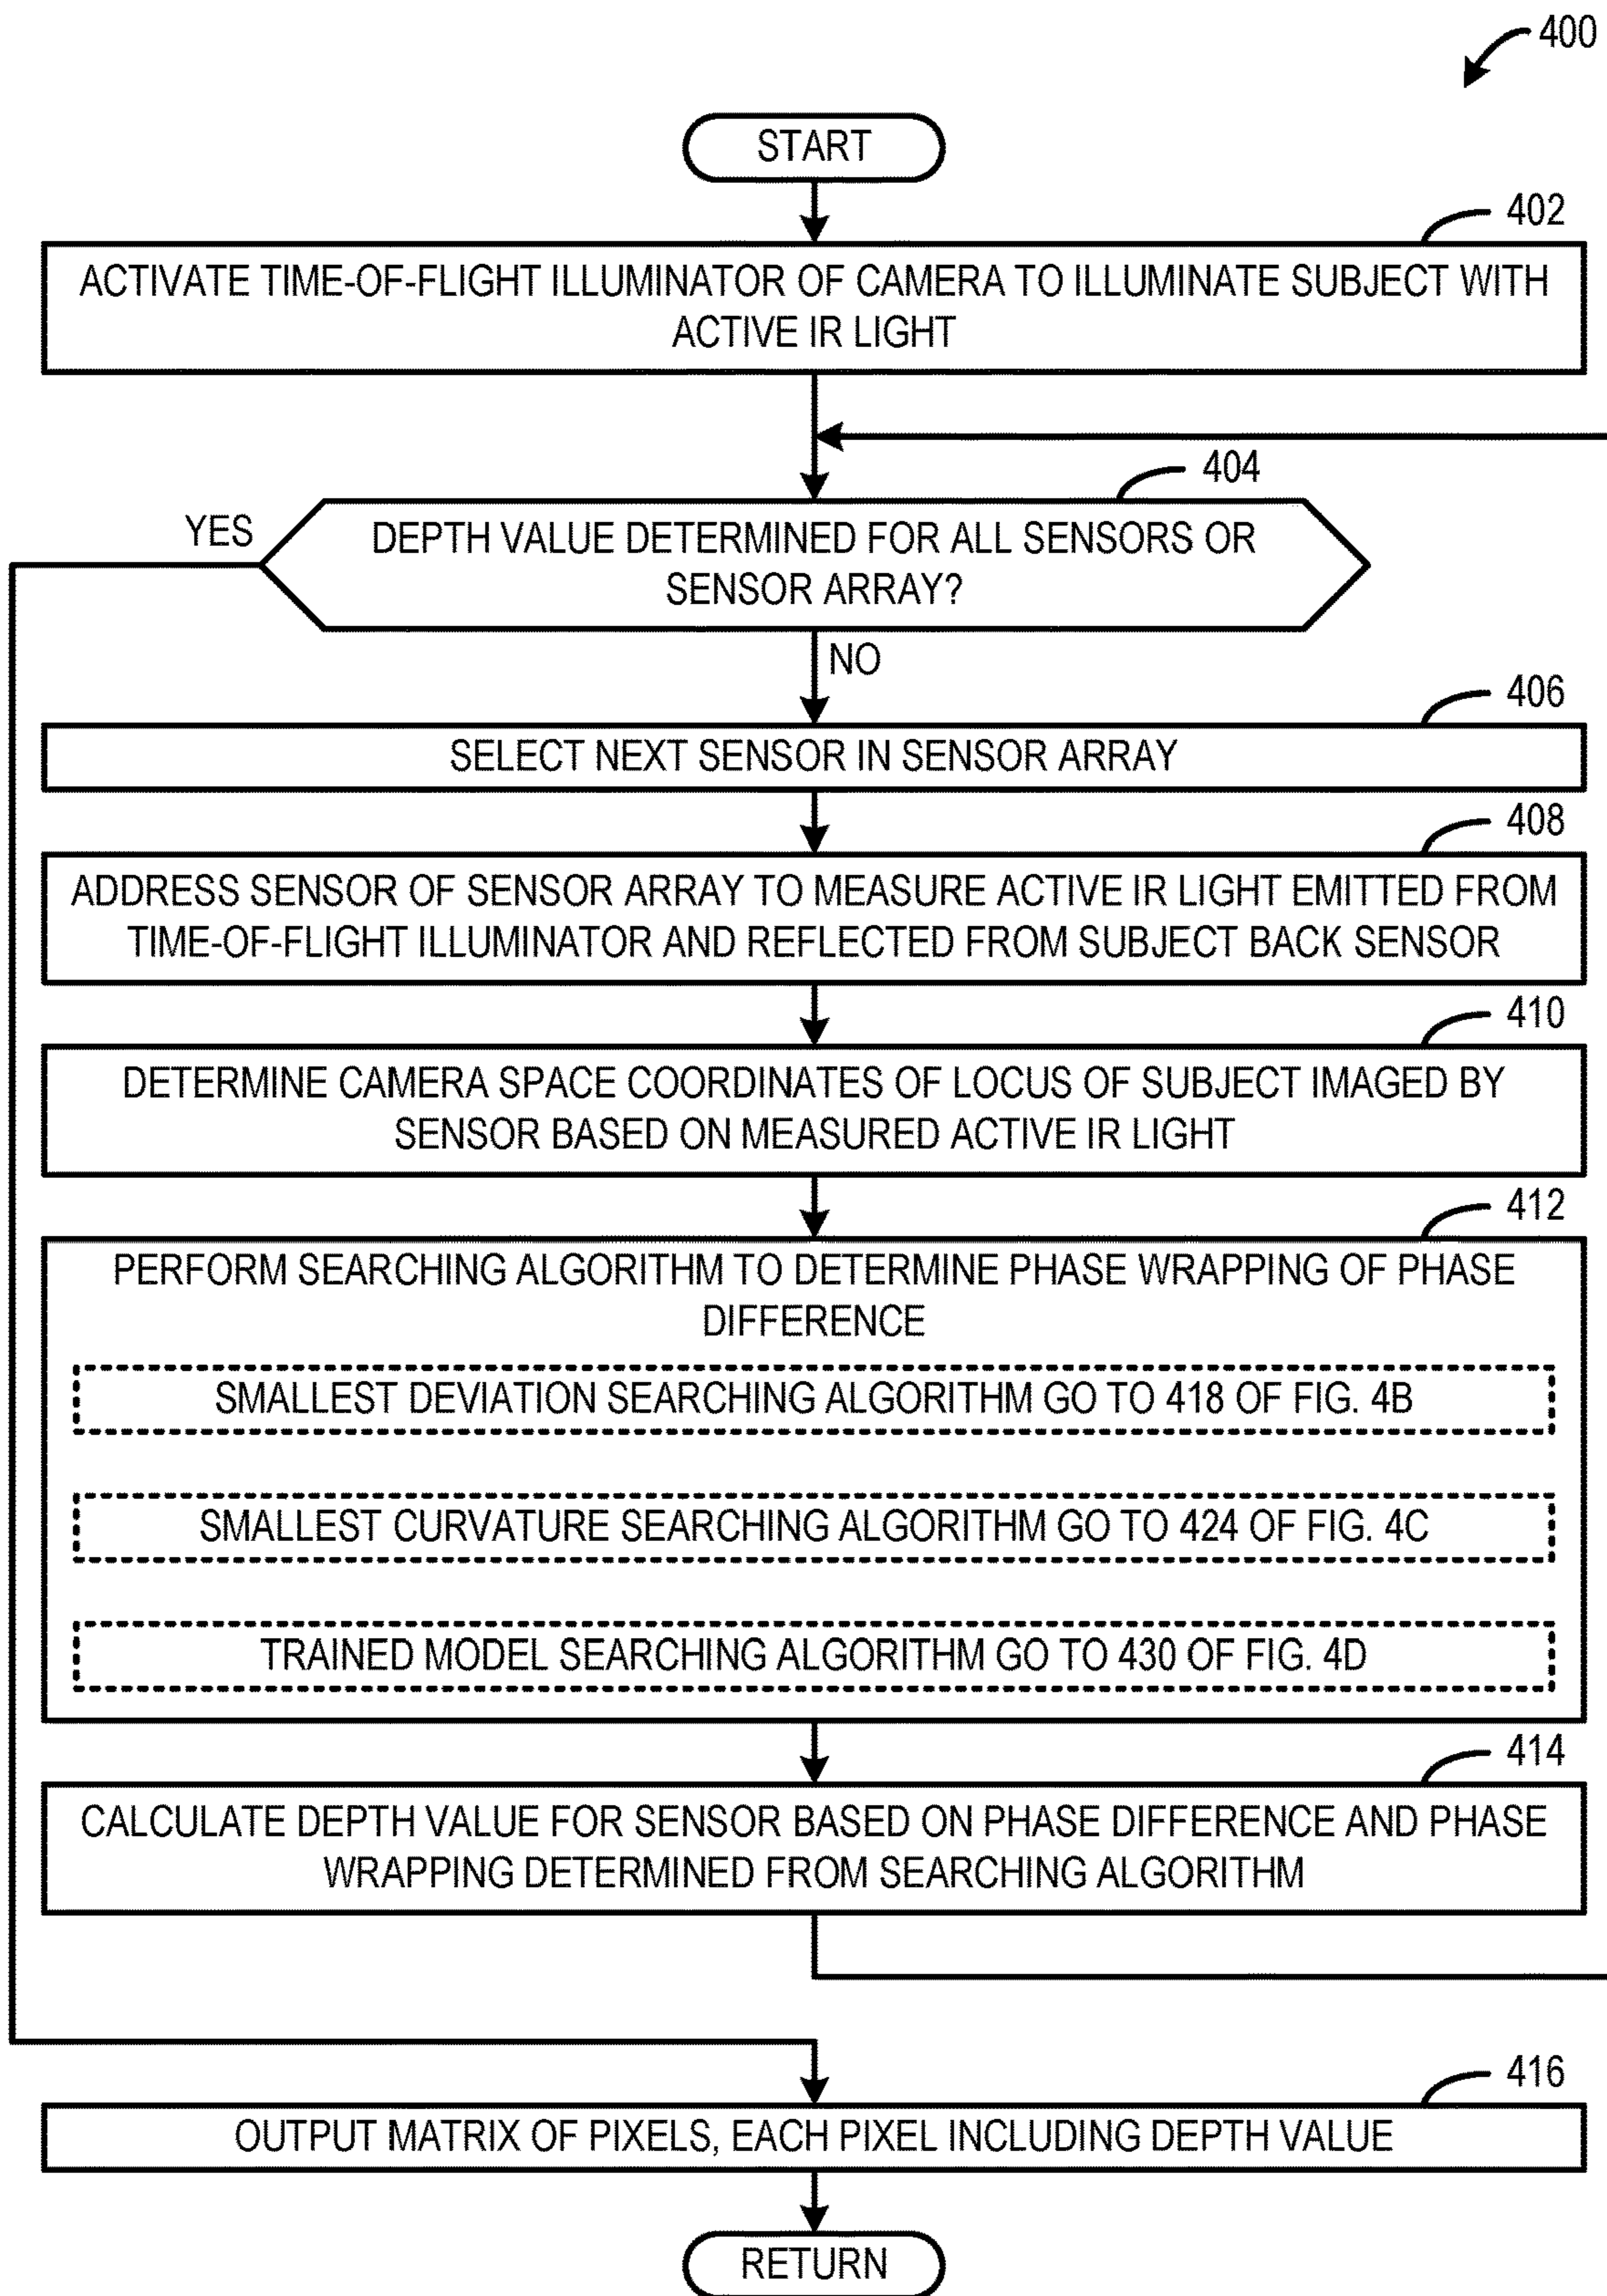 400
START
402
ACTIVATE TIME-OF-FLIGHT ILLUMINATOR OF CAMERA TO ILLUMINATE SUBJECT WITH
ACTIVE IR LIGHT
404
YES
DEPTH VALUE DETERMINED FOR ALL SENSORS OR
SENSOR ARRAY?
NO
406
SELECT NEXT SENSOR IN SENSOR ARRAY
408
ADDRESS SENSOR OF SENSOR ARRAY TO MEASURE ACTIVE IR LIGHT EMITTED FROM
TIME-OF-FLIGHT ILLUMINATOR AND REFLECTED FROM SUBJECT BACK SENSOR
410
DETERMINE CAMERA SPACE COORDINATES OF LOCUS OF SUBJECT IMAGED BY
SENSOR BASED ON MEASURED ACTIVE IR LIGHT
412
PERFORM SEARCHING ALGORITHM TO DETERMINE PHASE WRAPPING OF PHASE
DIFFERENCE
SMALLEST DEVIATION SEARCHING ALGORITHM GO TO 418 OF FIG. 4B
SMALLEST CURVATURE SEARCHING ALGORITHM GO TO 424 OF FIG. 4C
TRAINED MODEL SEARCHING ALGORITHM GO TO 430 OF FIG. 4D
414
CALCULATE DEPTH VALUE FOR SENSOR BASED ON PHASE DIFFERENCE AND PHASE
WRAPPING DETERMINED FROM SEARCHING ALGORITHM
416
OUTPUT MATRIX OF PIXELS, EACH PIXEL INCLUDING DEPTH VALUE
RETURN